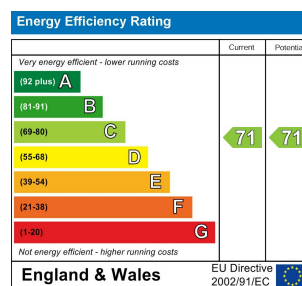 Energy Efficiency Rating
Current Potentia
Very energy efficient - lower running costs
(92 plus) A
(81-91) B
(69-80) C 71 71
(55-68) D
(39-54) E
(21-38) F
(1-20) G
Not energy efficient - higher running costs
England & Wales
EU Directive
2002/91/EC